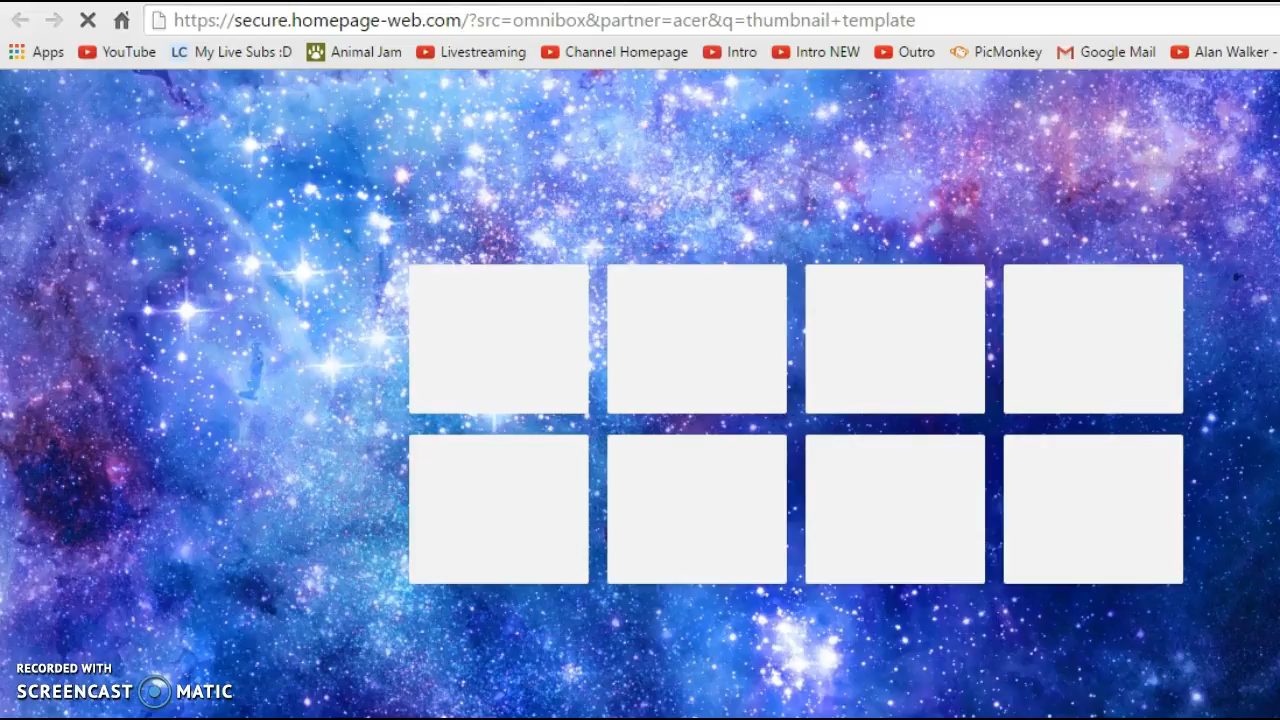 https://secure.homepage-web.com/?src=omnibox&partner=acer&q=thumbnail+template
Apps YouTube LC My Live Subs :D Animal Jam Livestreaming Channel Homepage Intro Intro NEW Outro PicMonkey Google Mail Alan Walker -
RECORDED WITH
SCREENCAST MATIC